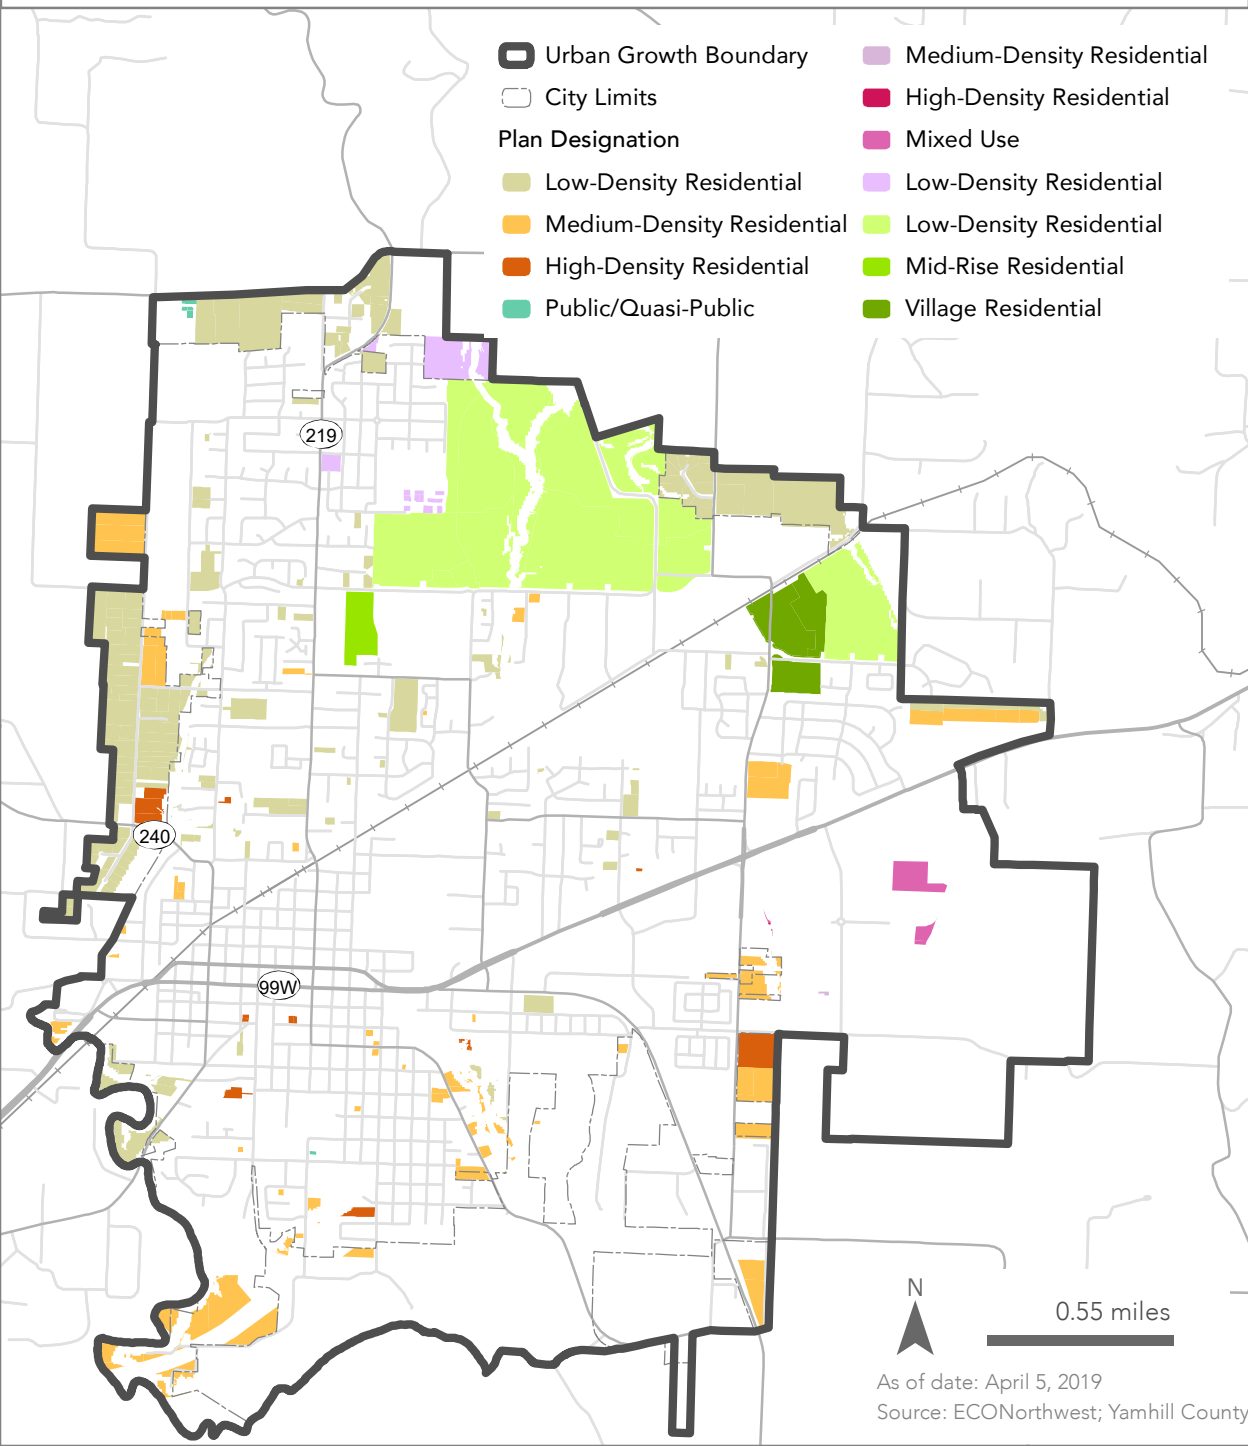 Urban Growth Boundary
City Limits
Plan Designation
Low-Density Residential
Medium-Density Residential
High-Density Residential
Public/Quasi-Public
Medium-Density Residential
High-Density Residential
Mixed Use
Low-Density Residential
Low-Density Residential
Mid-Rise Residential
Village Residential
219
240
99W
N
0.55 miles
As of date: April 5, 2019
Source: ECONorthwest; Yamhill County